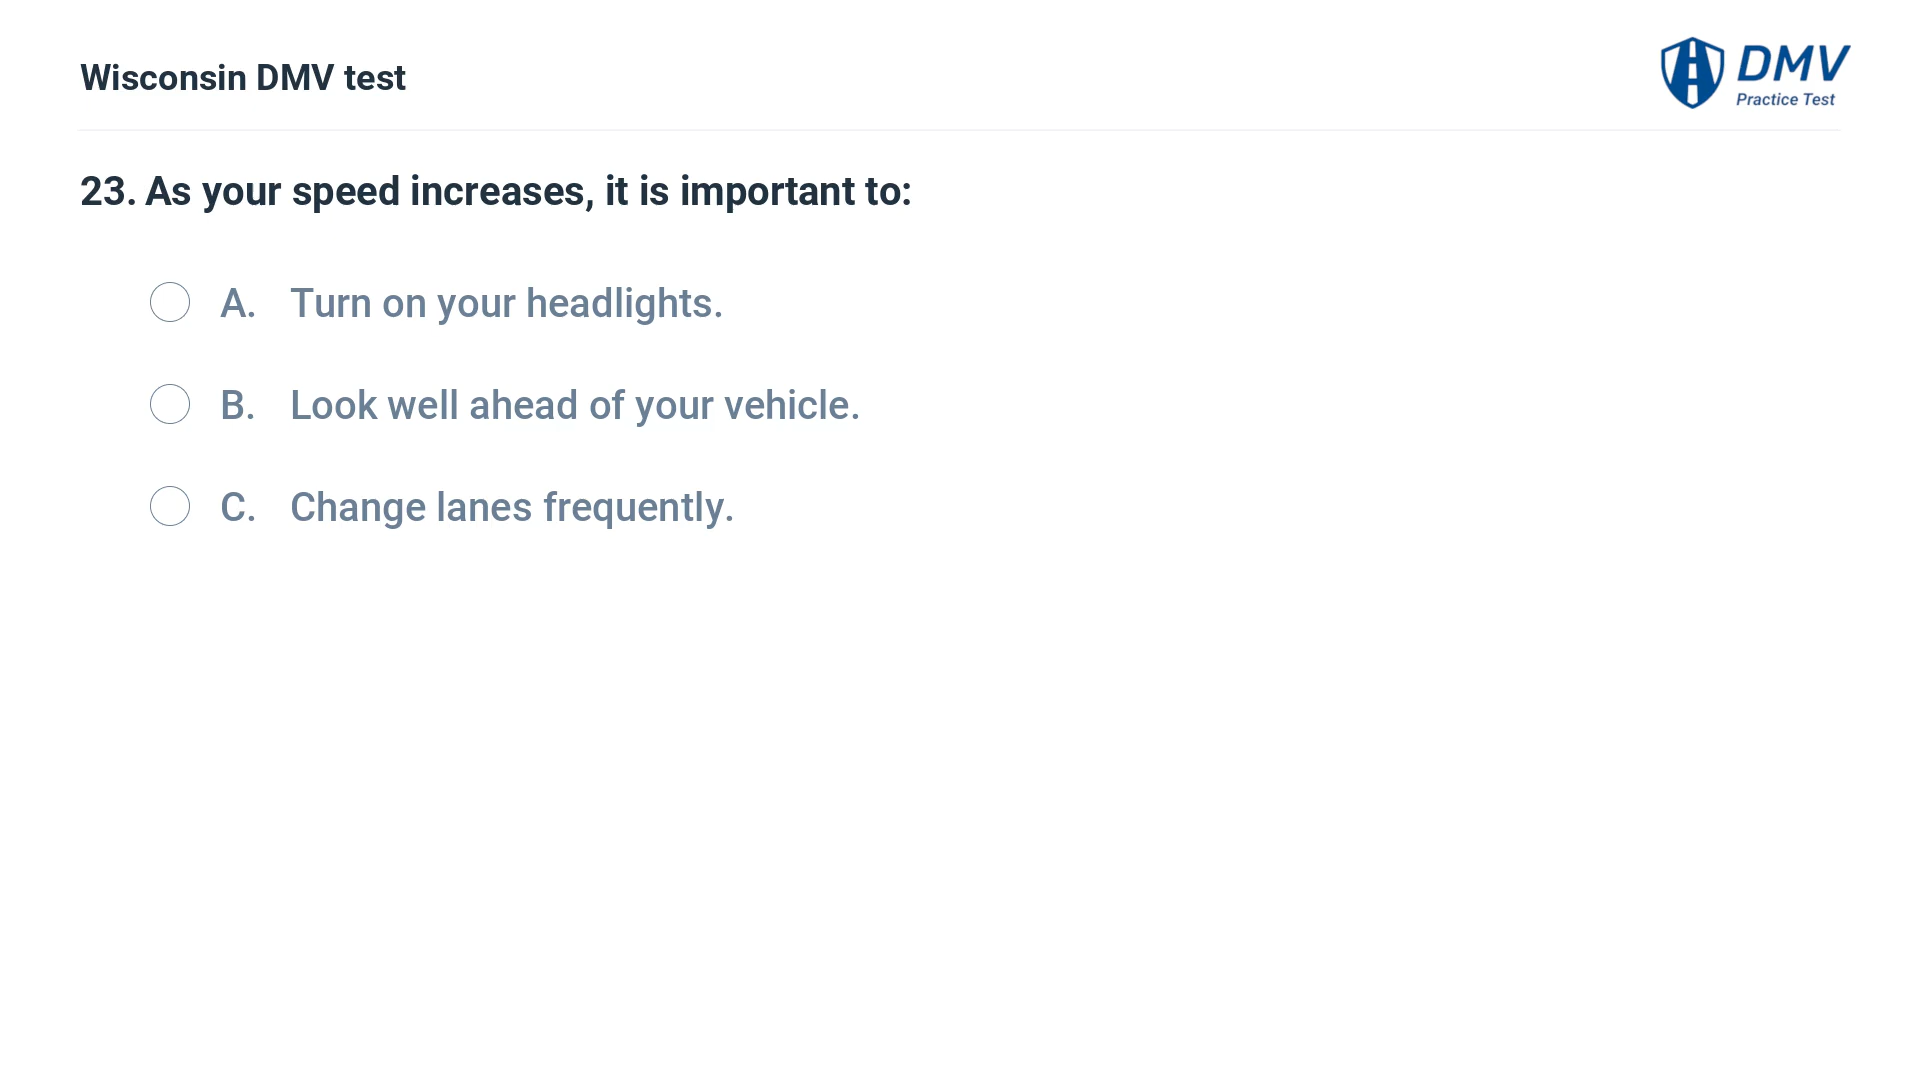 Wisconsin DMV test
DMV
Practice Test
23. As your speed increases, it is important to:
A. Turn on your headlights.
B. Look well ahead of your vehicle.
C. Change lanes frequently.